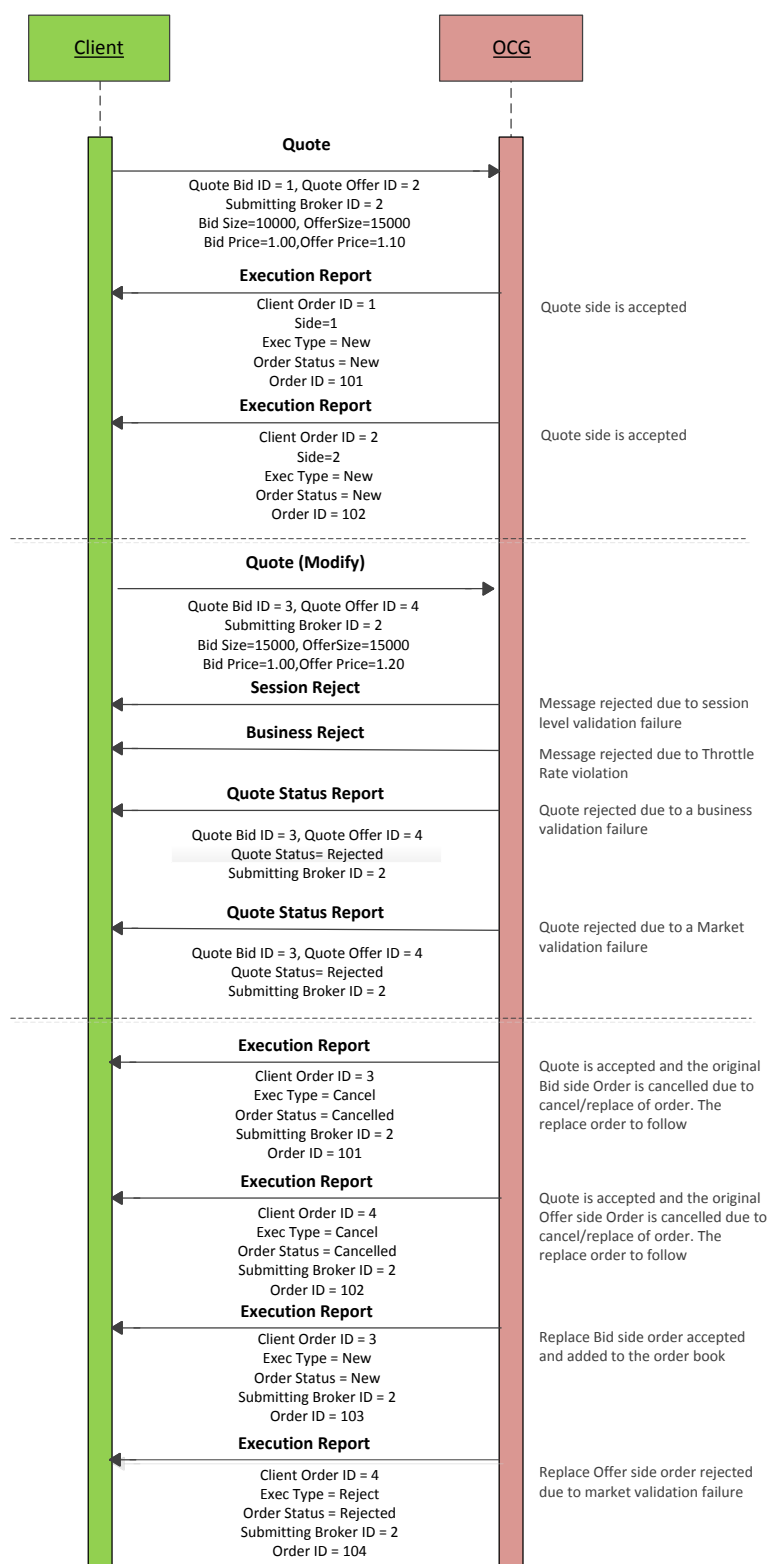 Client
OCG
Quote
Quote Bid ID = 1, Quote Offer ID = 2
Submitting Broker ID = 2
Bid Size=10000, OfferSize=15000
Bid Price=1.00,Offer Price=1.10
Execution Report
Client Order ID = 1
Side=1
Exec Type = New
Order Status = New
Order ID = 101
Quote side is accepted
Execution Report
Client Order ID = 2
Side=2
Exec Type = New
Order Status = New
Order ID = 102
Quote side is accepted
Quote (Modify)
Quote Bid ID = 3, Quote Offer ID = 4
Submitting Broker ID = 2
Bid Size=15000, OfferSize=15000
Bid Price=1.00,Offer Price=1.20
Session Reject
Message rejected due to session
level validation failure
Business Reject
Message rejected due to Throttle
Rate violation
Quote Status Report
Quote Bid ID = 3, Quote Offer ID = 4
Quote Status= Rejected
Submitting Broker ID = 2
Quote rejected due to a business
validation failure
Quote Status Report
Quote Bid ID = 3, Quote Offer ID = 4
Quote Status= Rejected
Submitting Broker ID = 2
Quote rejected due to a Market
validation failure
Execution Report
Client Order ID = 3
Exec Type = Cancel
Order Status = Cancelled
Submitting Broker ID = 2
Order ID = 101
Quote is accepted and the original
Bid side Order is cancelled due to
cancel/replace of order. The
replace order to follow
Execution Report
Client Order ID = 4
Exec Type = Cancel
Order Status = Cancelled
Submitting Broker ID = 2
Order ID = 102
Quote is accepted and the original
Offer side Order is cancelled due to
cancel/replace of order. The
replace order to follow
Execution Report
Client Order ID = 3
Exec Type = New
Order Status = New
Submitting Broker ID = 2
Order ID = 103
Replace Bid side order accepted
and added to the order book
Execution Report
Client Order ID = 4
Exec Type = Reject
Order Status = Rejected
Submitting Broker ID = 2
Order ID = 104
Replace Offer side order rejected
due to market validation failure